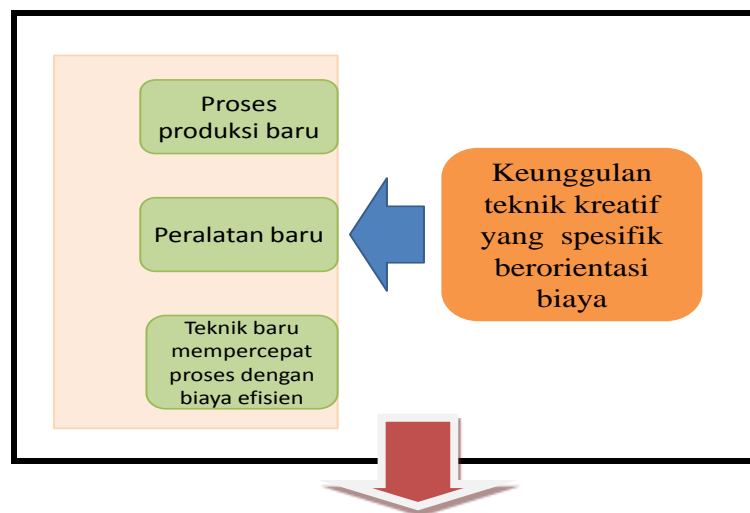 Proses
produksi baru
Peralatan baru
Teknik baru
mempercepat
proses dengan
biaya efisien
Keunggulan
teknik kreatif
yang spesifik
berorientasi
biaya